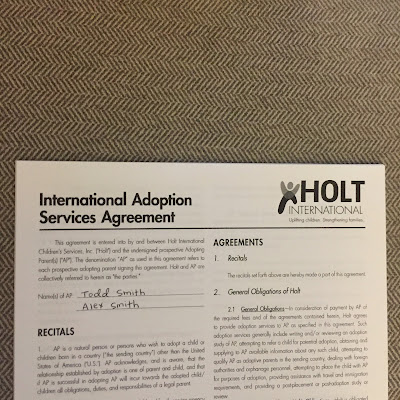 International Adoption
Services Agreement
HOLT
INTERNATIONAL
Uplifting children. Strengthening families.
This agreement is entered into by and between Holt International
Children's Services, Inc. ("Holt") and the undersigned prospective Adopting
Parent(s) ("AP"). The denomination "AP" as used in this agreement refers to
each prospective adopting parent signing this agreement. Holt and AP are
collectively referred to herein as "the parties".
Name(s) of AP Todd Smith
Alex Smith
RECITALS
1. AP is a natural person or persons who wish to adopt a child or
children born in a country ("the sending country") other than the United
States of America ("U.S."). AP acknowledges, and is aware, that the
relationship established by adoption is one of parent and child, and that
if AP is successful in adopting AP will incur towards the adopted child/
children all obligations, duties, and responsibilities of a legal parent.
AGREEMENTS
1. Recitals
The recitals set forth above are hereby made a part of this agreement.
2. General Obligations of Holt
2.1 General Obligations—In consideration of payment by AP of
the required fees and of the agreements contained herein, Holt agrees
to provide adoption services to AP as specified in this agreement. Such
adoption services generally include writing and/or reviewing an adoption
study of AP, attempting to refer a child for potential adoption, obtaining and
supplying to AP available information about any such child, attempting to
qualify AP as adoptive parents in the sending country, dealing with foreign
authorities and orphanage personnel, attempting to place the child with AP
for purposes of adoption, providing assistance with travel and immigration
requirements, and providing a postplacement or postadoption study or